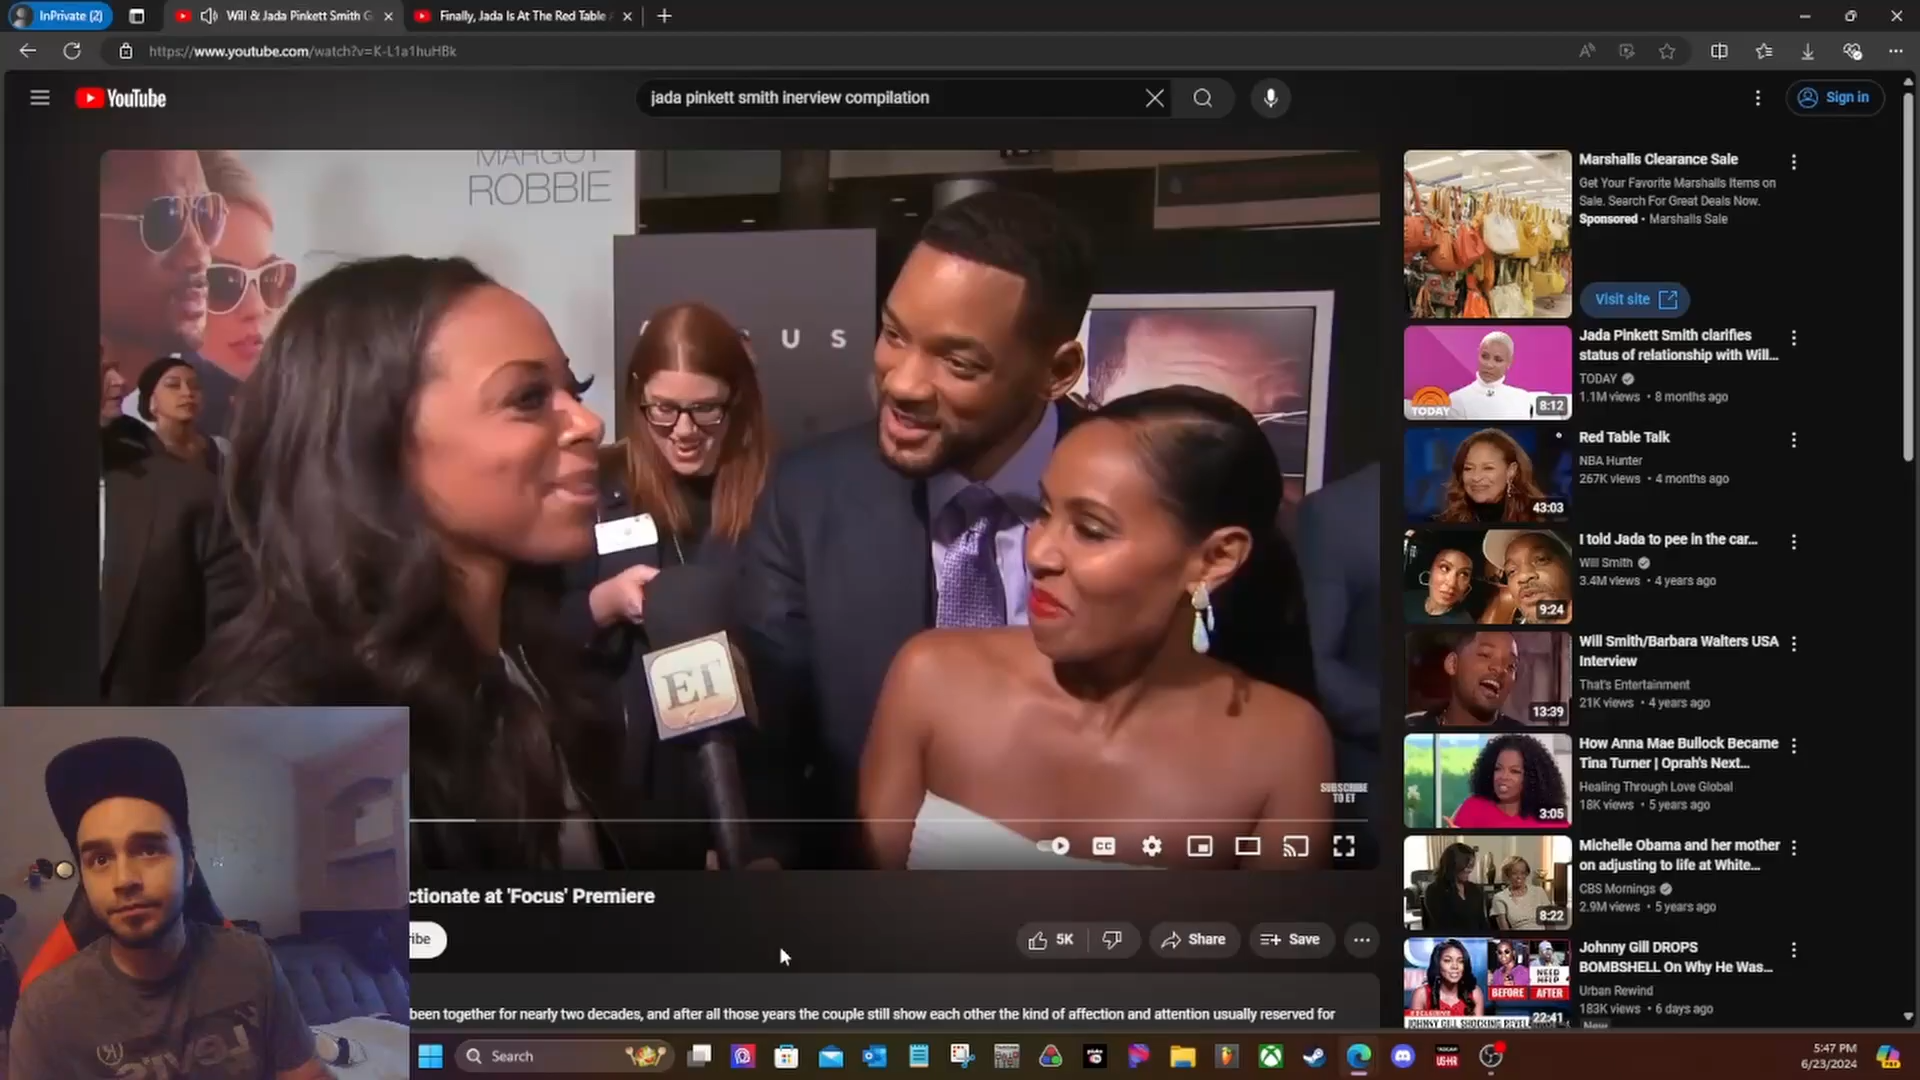 InPrivate (2)
Will & Jada Pinkett Smith G
Finally, Jada Is At The Red Table
https://www.youtube.com/watch?v=K-L1a1huHBk
YouTube
jada pinkett smith inerview compilation
Sign in
MARGOT
ROBBIE
US
ET
SUBSCRIBE
TO ET
CC
ctionate at 'Focus' Premiere
ibe
5K
Share
Save
been together for nearly two decades, and after all those years the couple still show each other the kind of affection and attention usually reserved for
Marshalls Clearance Sale
Get Your Favorite Marshalls Items on
Sale. Search For Great Deals Now.
Sponsored • Marshalls Sale
Visit site
TODAY
8:12
Jada Pinkett Smith clarifies
status of relationship with Will...
TODAY
1.1M views • 8 months ago
43:03
Red Table Talk
NBA Hunter
267K views • 4 months ago
9:24
I told Jada to pee in the car...
Will Smith
3.4M views • 4 years ago
13:39
Will Smith/Barbara Walters USA
Interview
That's Entertainment
21K views • 4 years ago
3:05
How Anna Mae Bullock Became
Tina Turner | Oprah's Next...
Healing Through Love Global
18K views • 5 years ago
8:22
Michelle Obama and her mother
on adjusting to life at White...
CBS Mornings
2.9M views • 5 years ago
NEED
HELP
BEFORE
AFTER
22:41
Johnny Gill DROPS
BOMBSHELL On Why He Was...
Urban Rewind
183K views • 6 days ago
New
Search
5:47 PM
6/23/2024